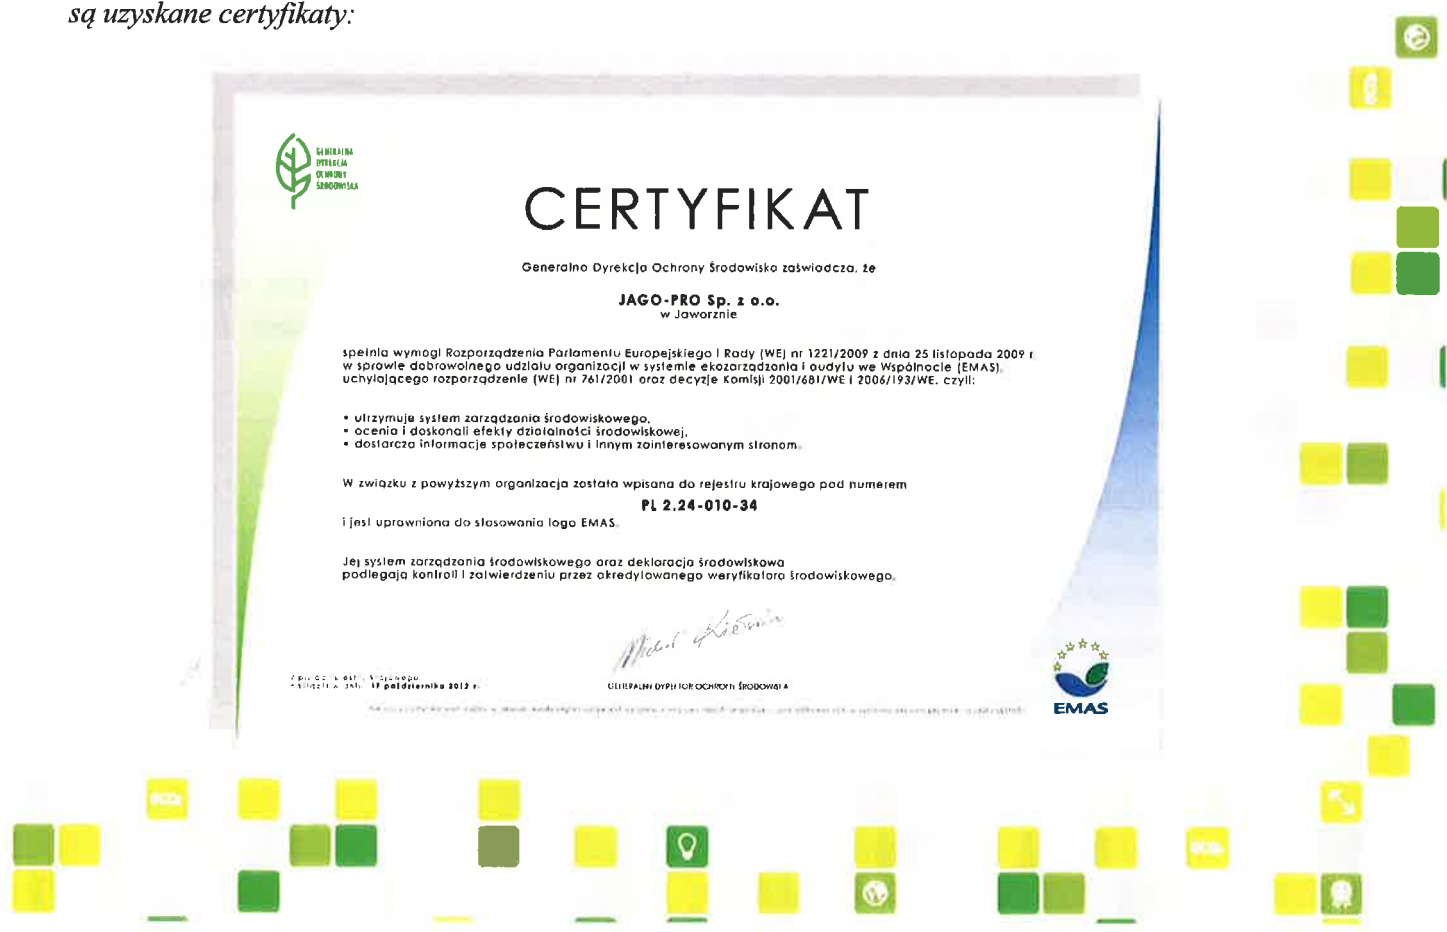 są uzyskane certyfikaty:
GENERALNA
DYREKCJA
OCHRONY
ŚRODOWISKA
CERTYFIKAT
Generalna Dyrekcja Ochrony Środowiska zaświadcza, że
JAGO-PRO Sp. z o.o.
w Jaworznie
spełnia wymogi Rozporządzenia Parlamentu Europejskiego i Rady (WE) nr 1221/2009 z dnia 25 listopada 2009 r.
w sprawie dobrowolnego udziału organizacji w systemie ekozarządzania i audytu we Wspólnocie (EMAS),
uchylającego rozporządzenie (WE) nr 761/2001 oraz decyzje Komisji 2001/681/WE i 2006/193/WE, czyli:
• utrzymuje system zarządzania środowiskowego,
• ocenia i doskonali efekty działalności środowiskowej,
• dostarcza informacje społeczeństwu i innym zainteresowanym stronom.
W związku z powyższym organizacja została wpisana do rejestru krajowego pod numerem
PL 2.24-010-34
i jest uprawniona do stosowania logo EMAS.
Jej system zarządzania środowiskowego oraz deklaracja środowiskowa
podlegają kontroli i zatwierdzeniu przez akredytowanego weryfikatora środowiskowego.
17 października 2012 r.
GENERALNY DYREKTOR OCHRONY ŚRODOWISKA
EMAS